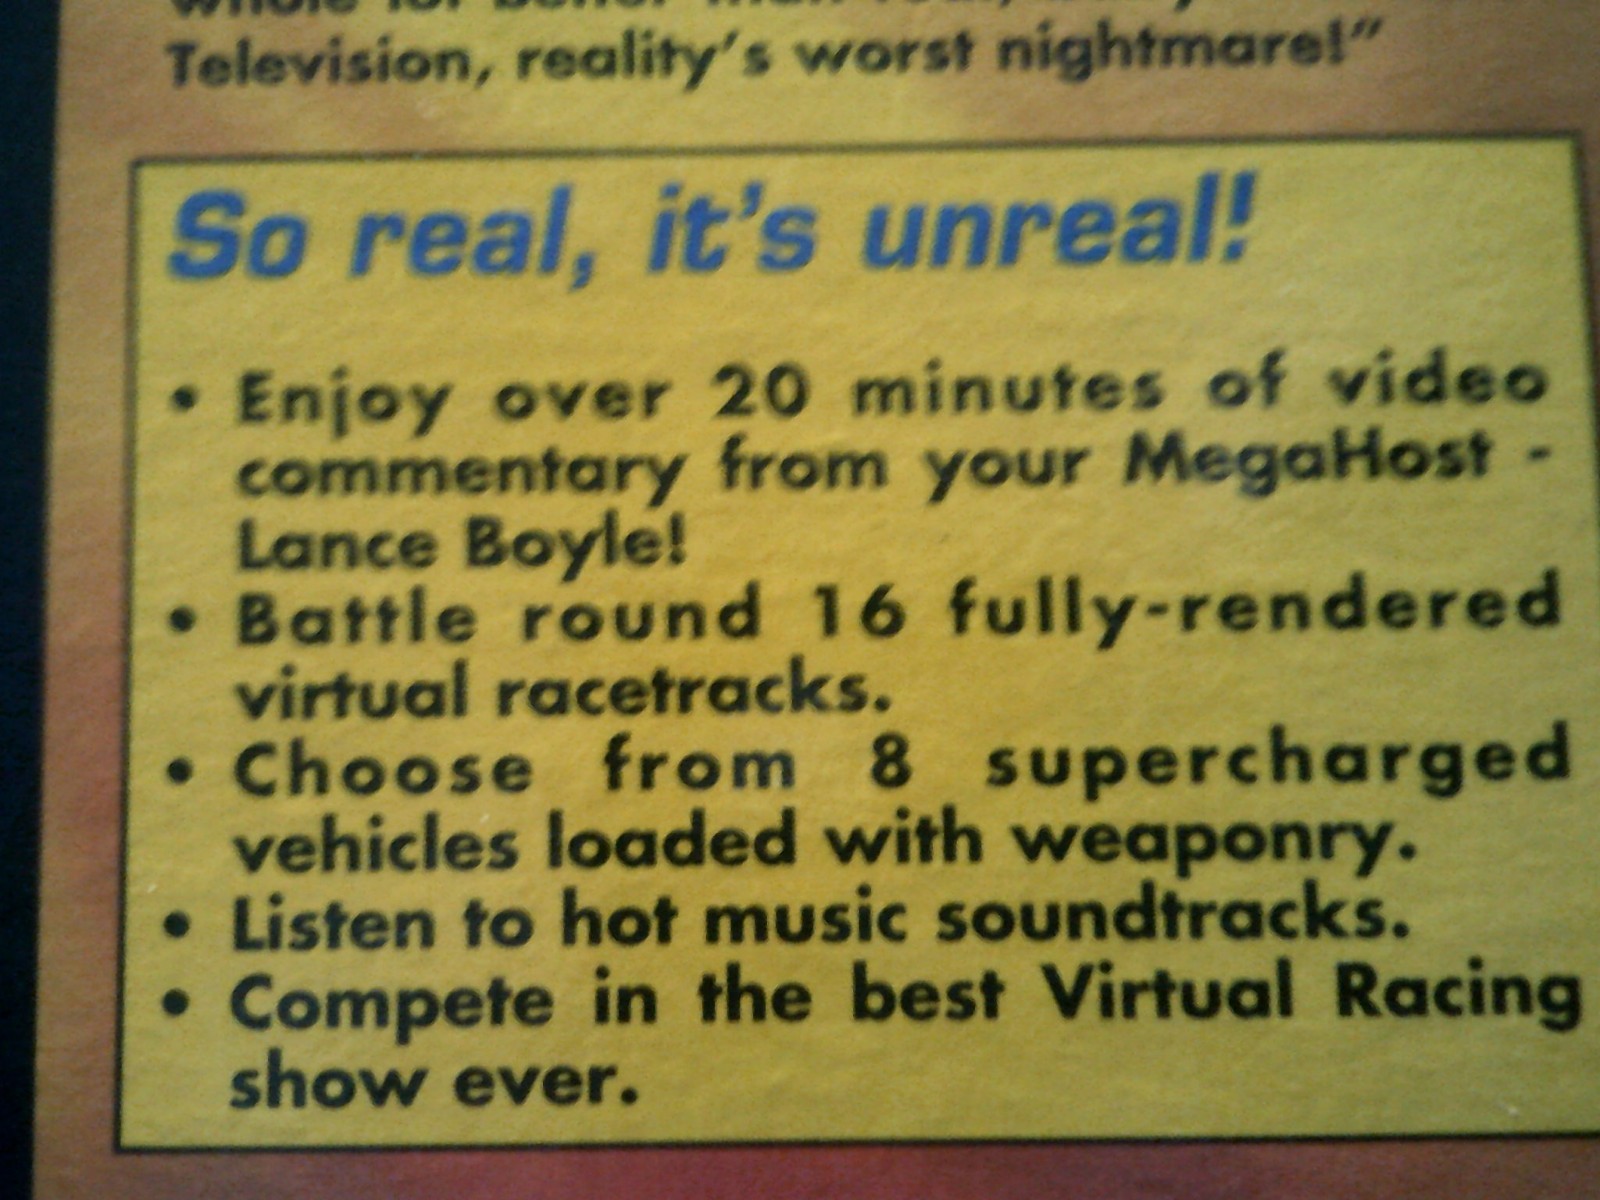 Television, reality's worst nightmare!"
So real, it's unreal!
• Enjoy over 20 minutes of video
commentary from your MegaHost -
Lance Boyle!
• Battle round 16 fully-rendered
virtual racetracks.
• Choose from 8 supercharged
vehicles loaded with weaponry.
• Listen to hot music soundtracks.
• Compete in the best Virtual Racing
show ever.